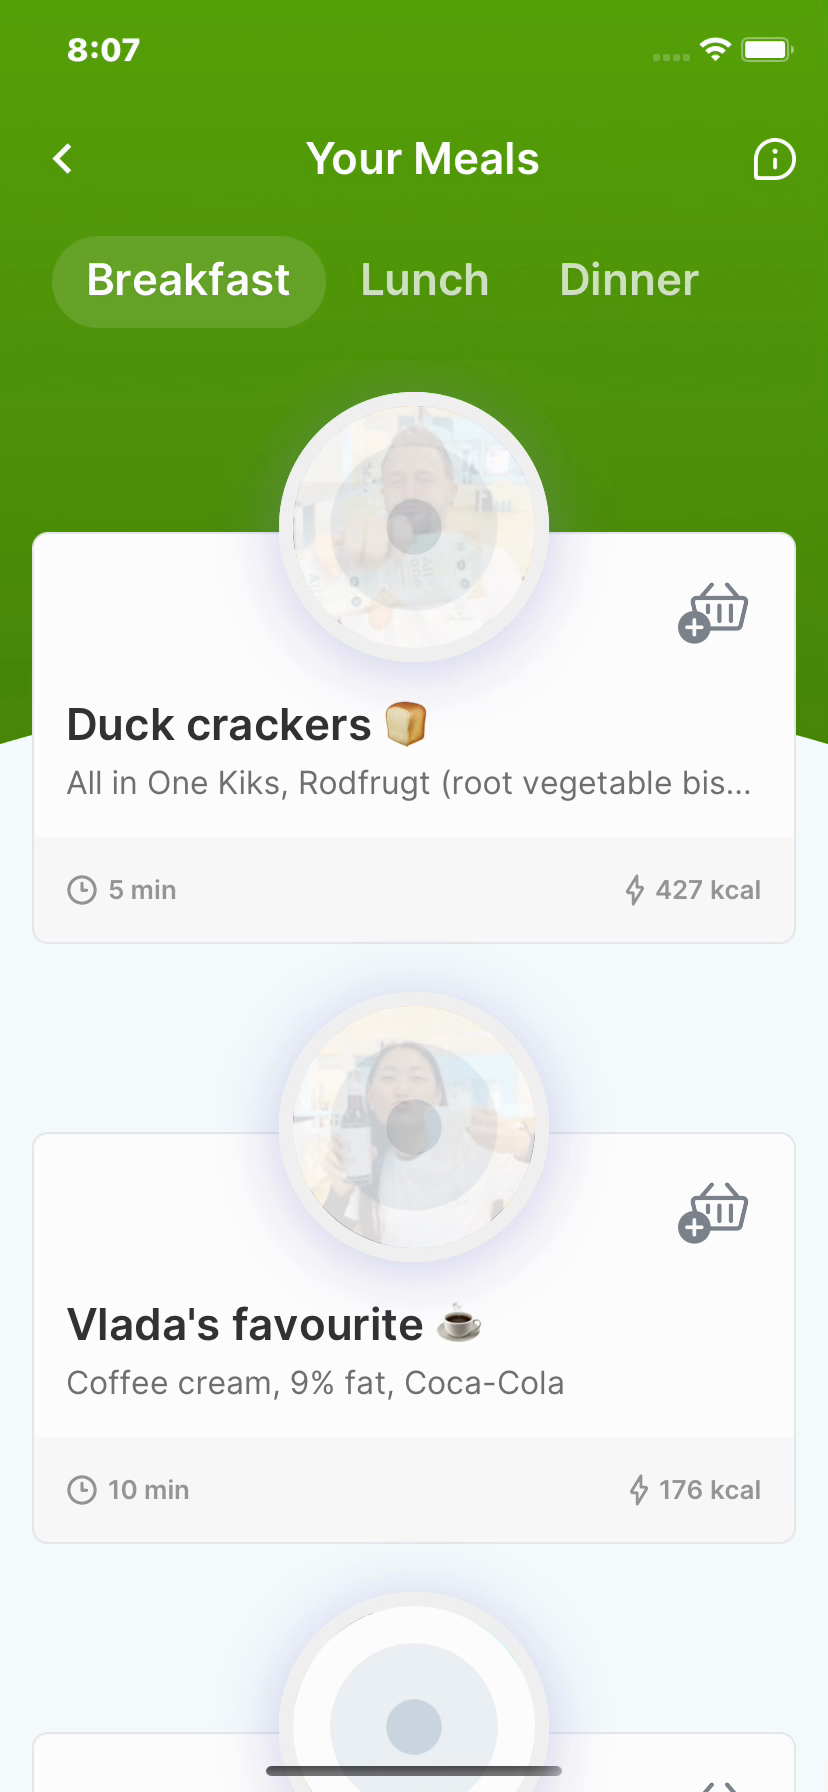 8:07
Your Meals
Breakfast Lunch Dinner
Duck crackers 🍞
All in One Kiks, Rodfrugt (root vegetable bis...
5 min 427 kcal
Vlada's favourite ☕
Coffee cream, 9% fat, Coca-Cola
10 min 176 kcal